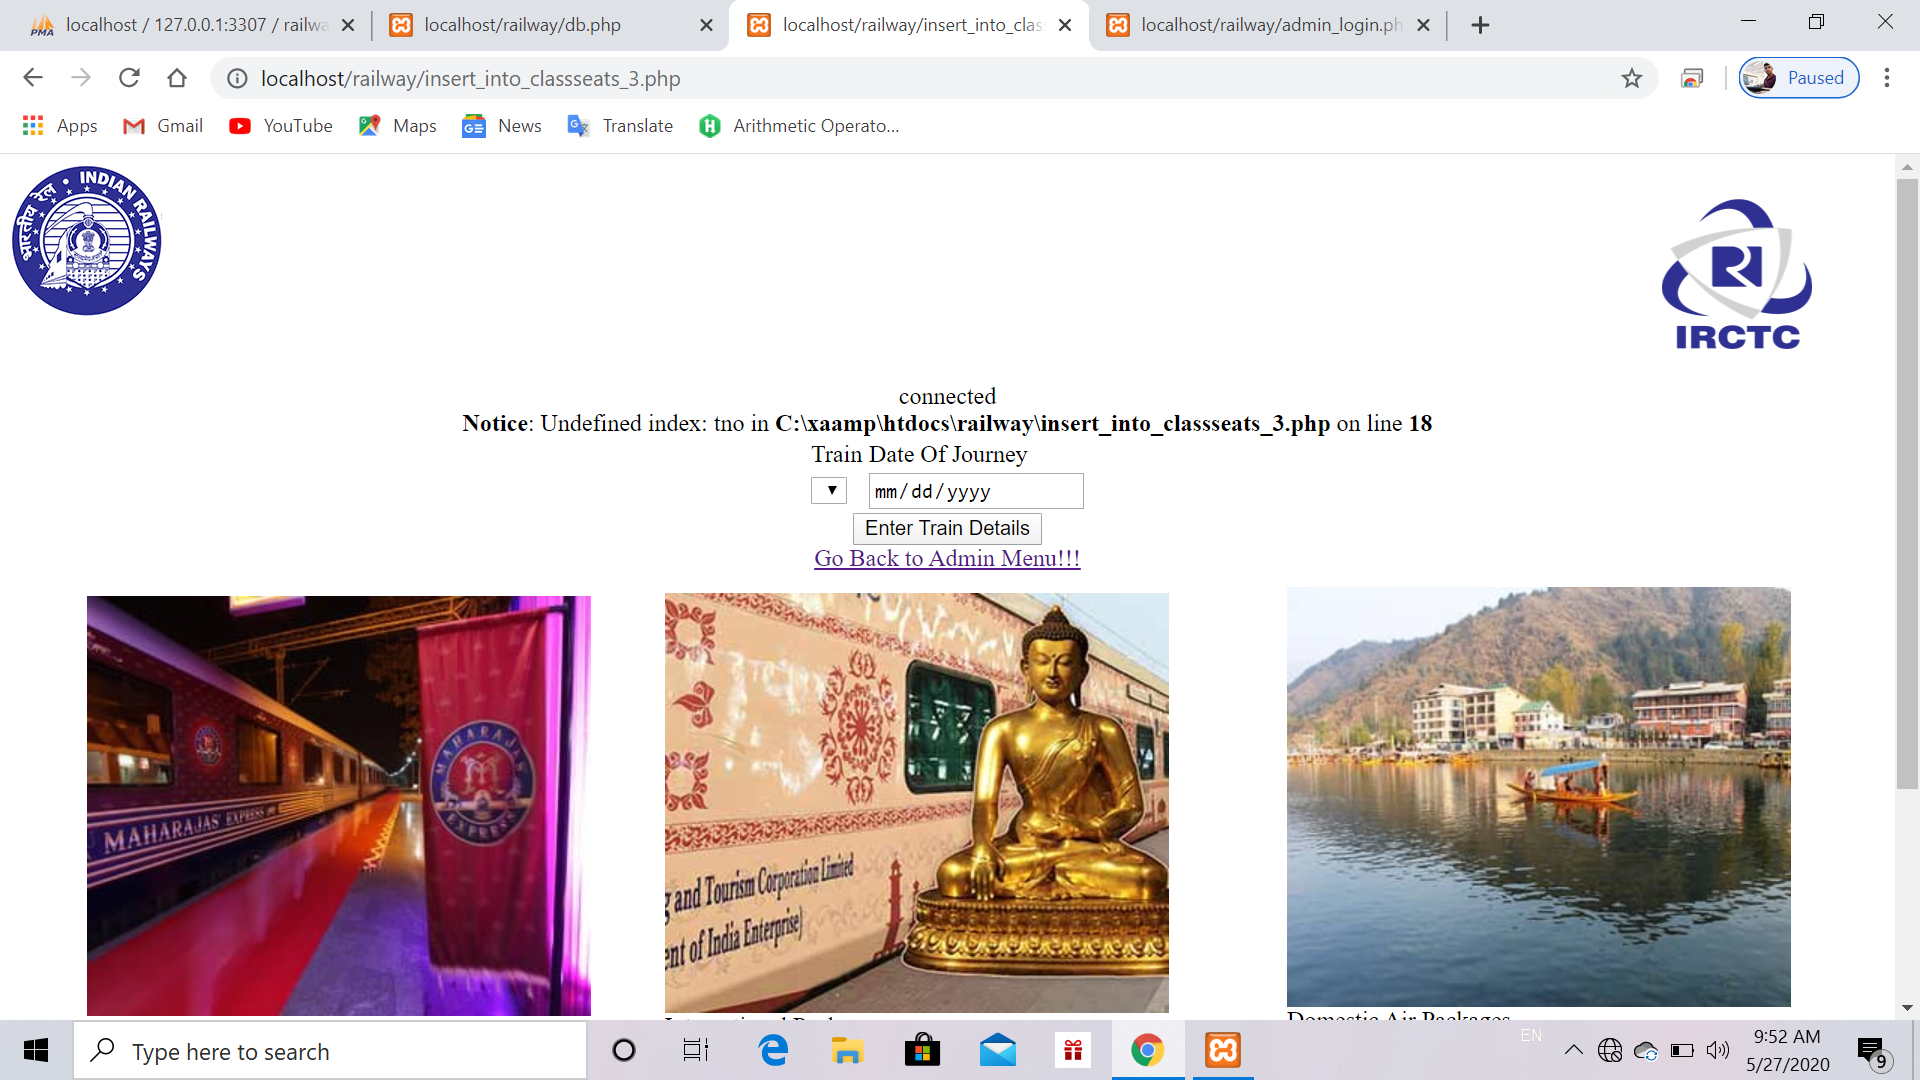 localhost / 127.0.0.1:3307 / railwa
localhost/railway/db.php
localhost/railway/insert_into_clas
localhost/railway/admin_login.ph
localhost/railway/insert_into_classseats_3.php
Paused
Apps
Gmail
YouTube
Maps
News
Translate
Arithmetic Operato...
भारतीय रेल • INDIAN RAILWAYS
IRCTC
connected
Notice: Undefined index: tno in C:\xaamp\htdocs\railway\insert_into_classseats_3.php on line 18
Train Date Of Journey
mm/dd/yyyy
Enter Train Details
Go Back to Admin Menu!!!
MAHARAJAS' EXPRESS
MAHARAJAS
EXPRESS
g and Tourism Corporation Limited
ent of India Enterprise)
Domestic Air Packages
Type here to search
EN
9:52 AM
5/27/2020
9